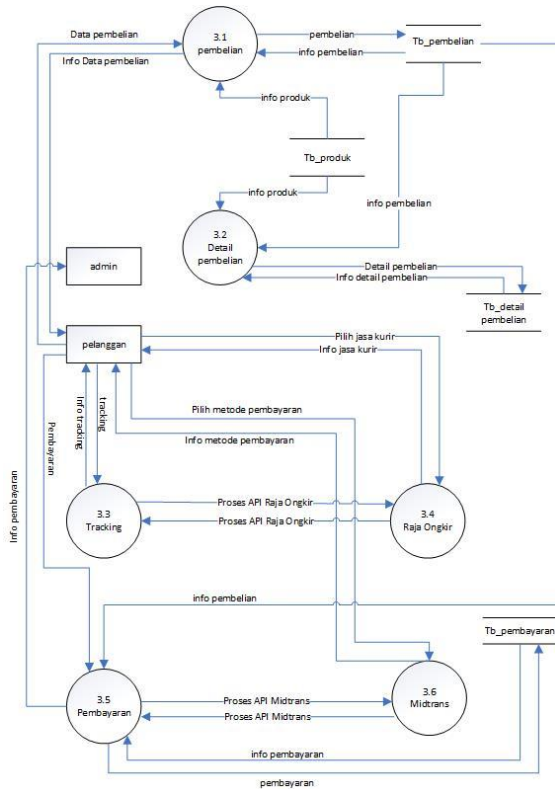 Data pembelian
Info Data pembelian
3.1
pembelian
pembelian
info pembelian
Tb_pembelian
info produk
Tb_produk
info produk
info pembelian
3.2
Detail
pembelian
admin
Detail pembelian
Info detail pembelian
Tb_detail
pembelian
pelanggan
Pilih jasa kurir
Info jasa kurir
Pembayaran
Info tracking
tracking
Pilih metode pembayaran
Info metode pembayaran
Info pembayaran
3.3
Tracking
Proses API Raja Ongkir
Proses API Raja Ongkir
3.4
Raja Ongkir
info pembelian
Tb_pembayaran
3.5
Pembayaran
Proses API Midtrans
Proses API Midtrans
3.6
Midtrans
info pembayaran
pembayaran